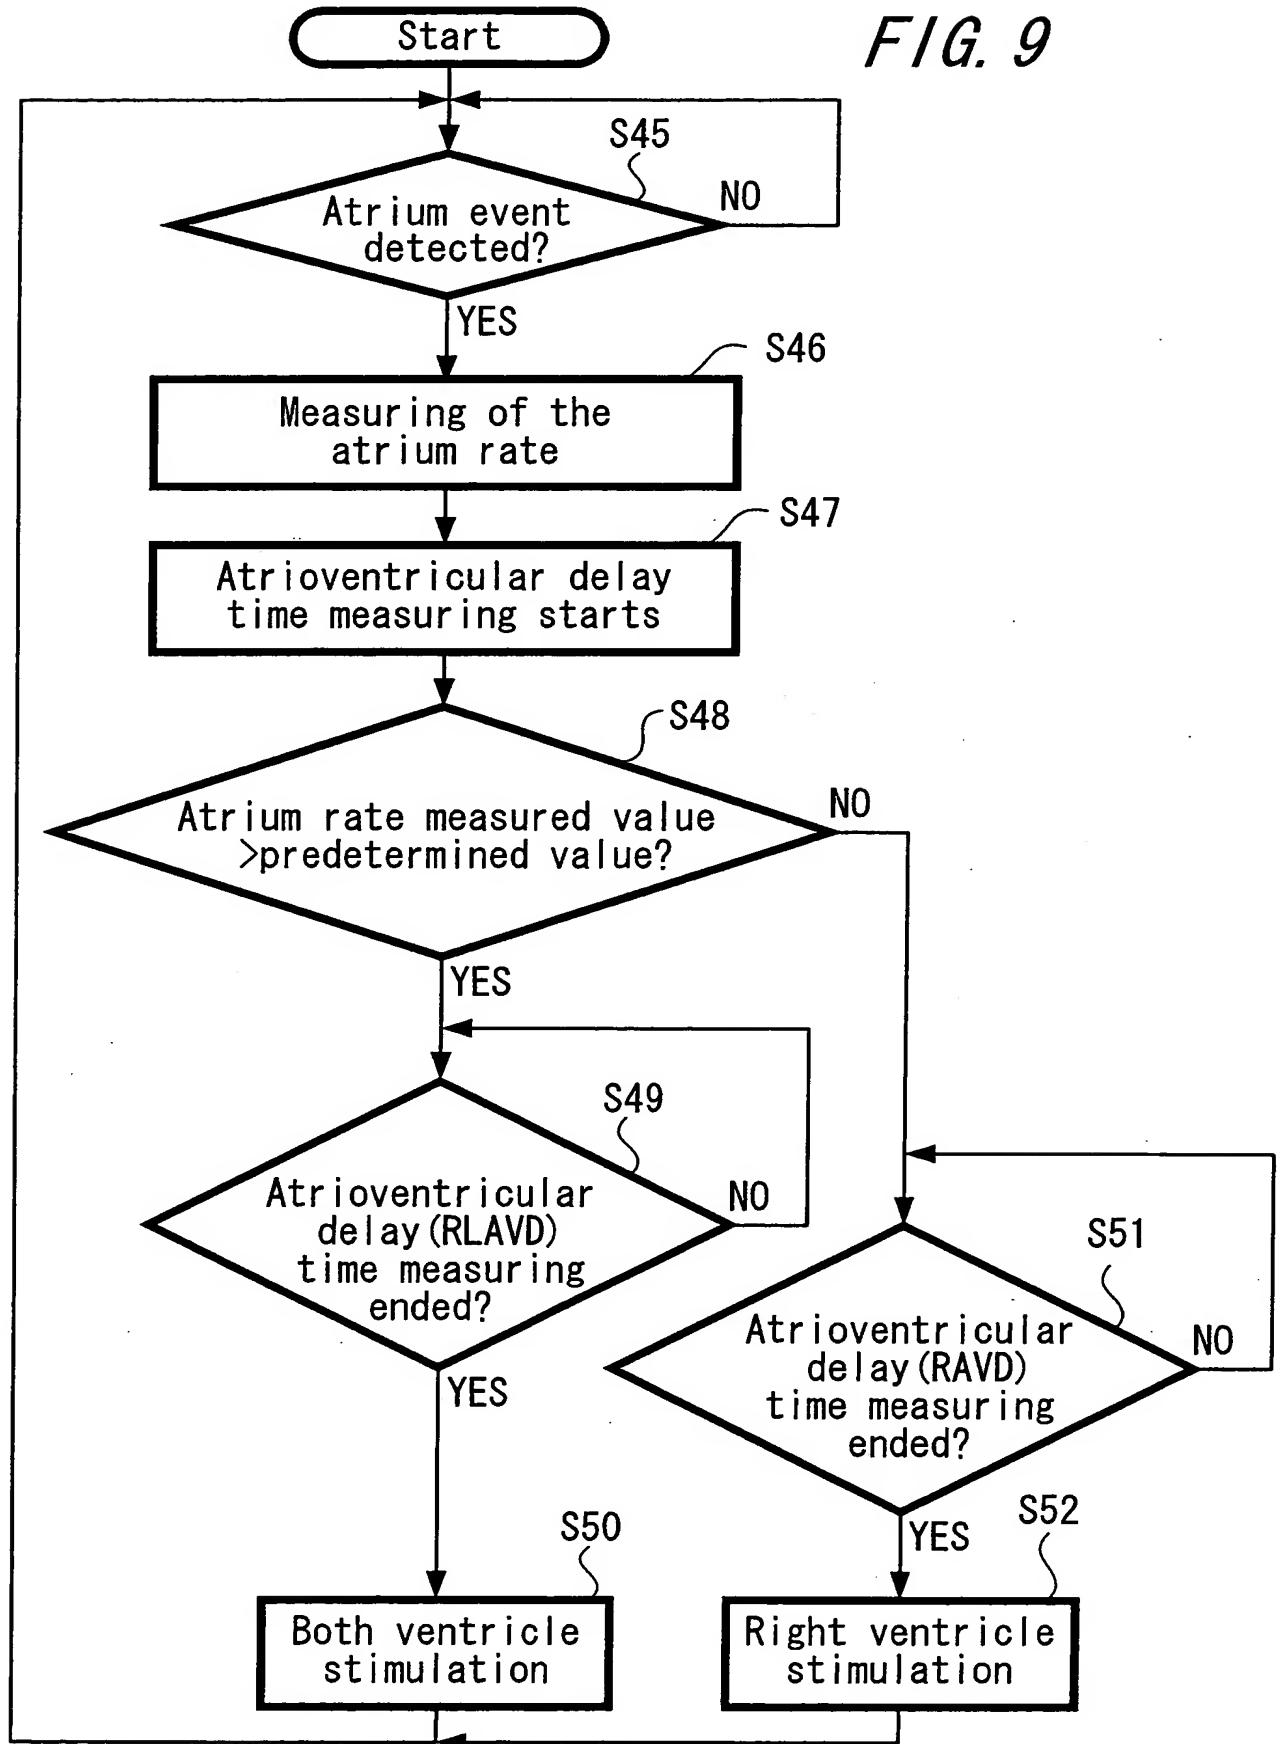 Start
FIG. 9
S45
Atrium event
detected?
NO
YES
S46
Measuring of the
atrium rate
S47
Atrioventricular delay
time measuring starts
S48
Atrium rate measured value
>predetermined value?
NO
YES
S49
Atrioventricular
delay(RLAVD)
time measuring
ended?
NO
YES
S51
Atrioventricular
delay(RAVD)
time measuring
ended?
NO
YES
S50
Both ventricle
stimulation
S52
Right ventricle
stimulation